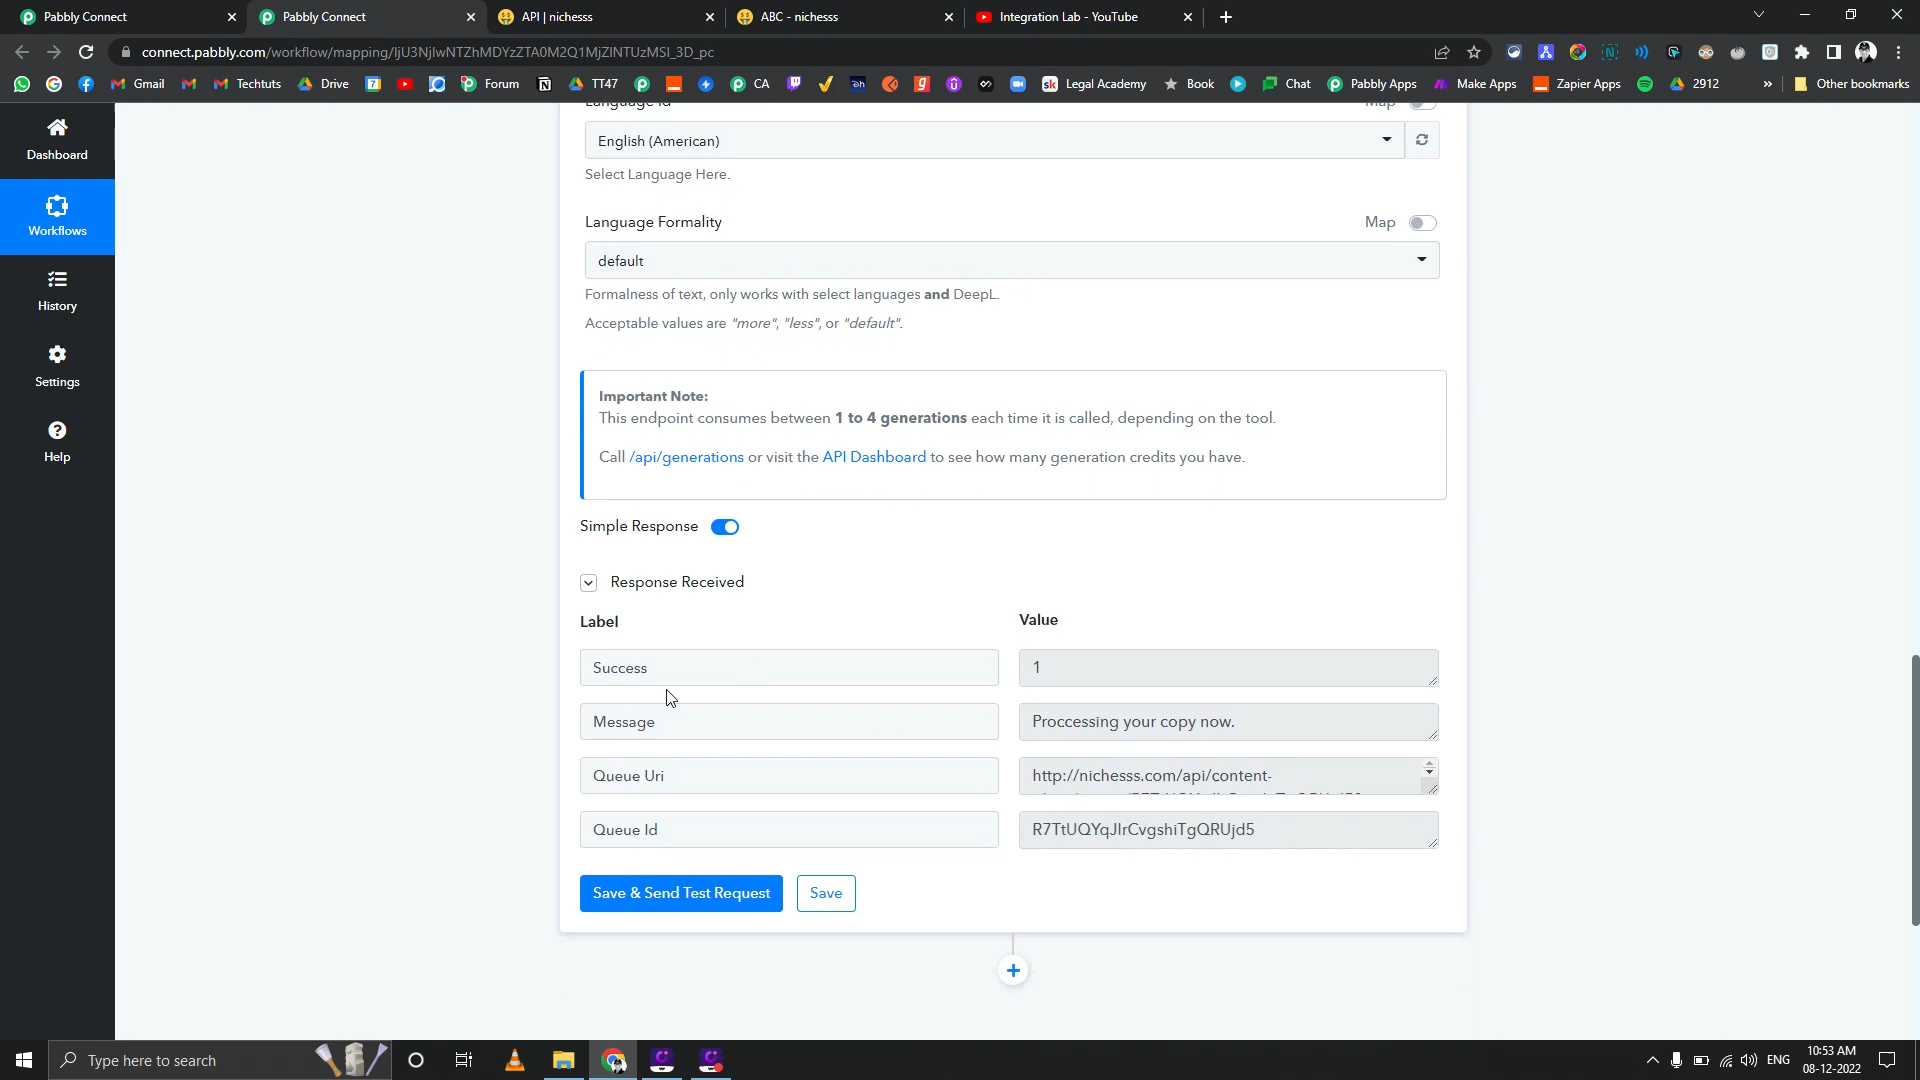 Pabbly Connect
Pabbly Connect
API | nichesss
ABC - nichesss
Integration Lab - YouTube
connect.pabbly.com/workflow/mapping/IjU3NjIwNTZhMDYzZTA0M2Q1MjZlNTUzMSI_3D_pc
Gmail
Techtuts
Drive
Forum
TT47
CA
Legal Academy
Book
Chat
Pabbly Apps
Make Apps
Zapier Apps
2912
Other bookmarks
Dashboard
Workflows
History
Settings
Help
Language Id
Map
English (American)
Select Language Here.
Language Formality
Map
default
Formalness of text, only works with select languages and DeepL.
Acceptable values are "more", "less", or "default".
Important Note:
This endpoint consumes between 1 to 4 generations each time it is called, depending on the tool.
Call /api/generations or visit the API Dashboard to see how many generation credits you have.
Simple Response
Response Received
Label
Value
Success
1
Message
Proccessing your copy now.
Queue Uri
http://nichesss.com/api/content-
Queue Id
R7TtUQYqJIrCvgshiTgQRUjd5
Save & Send Test Request
Save
Type here to search
ENG
10:53 AM
08-12-2022